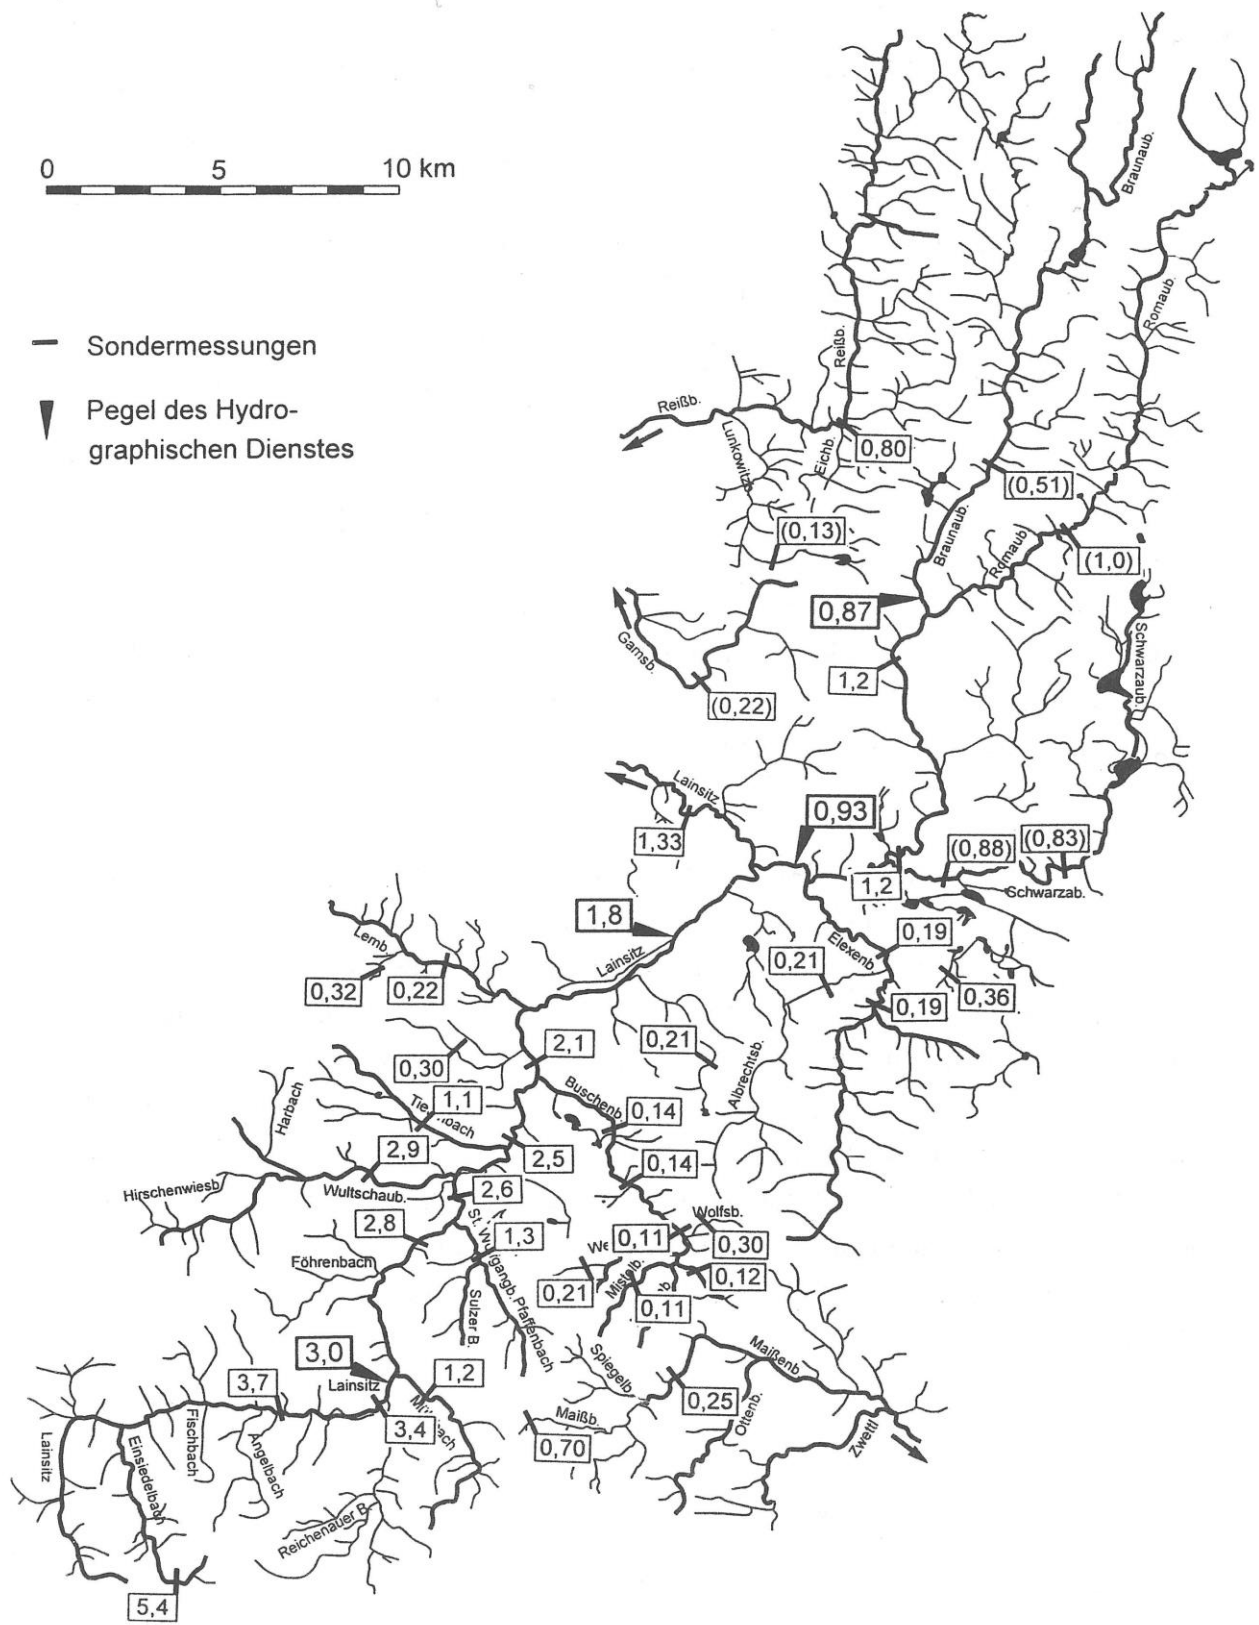 0 5 10 km
Sondermessungen
Pegel des Hydro-
graphischen Dienstes
Braunaub.
Romaub.
Reißb.
Reißb.
Lunkowitzb.
Eichb.
0,80
(0,51)
(0,13)
Braunaub.
Romaub.
(1,0)
0,87
Gamsb.
Schwarzaub.
1,2
(0,22)
Lainsitz
0,93
1,33
(0,88)
(0,83)
1,2
Schwarzab.
1,8
Lemb.
0,19
Elexenb.
Lainsitz
0,21
0,32
0,22
0,36
0,19
2,1
0,21
0,30
Albrechtsb.
Buschenb.
Harbach
1,1
0,14
2,9
2,5
0,14
Hirschenwiesb.
Wultschaub.
2,6
Wolfsb.
2,8
1,3
0,11
0,30
Föhrenbach
0,12
0,21
Mistelb.
0,11
Sulzer B.
Pfaffenbach
3,0
Maißenb.
Spiegelb.
Lainsitz
1,2
3,7
0,25
3,4
Maißb.
Ottenb.
0,70
Zwettl
Lainsitz
Einsiedelbach
Fischbach
Angelbach
Reichenauer B.
5,4